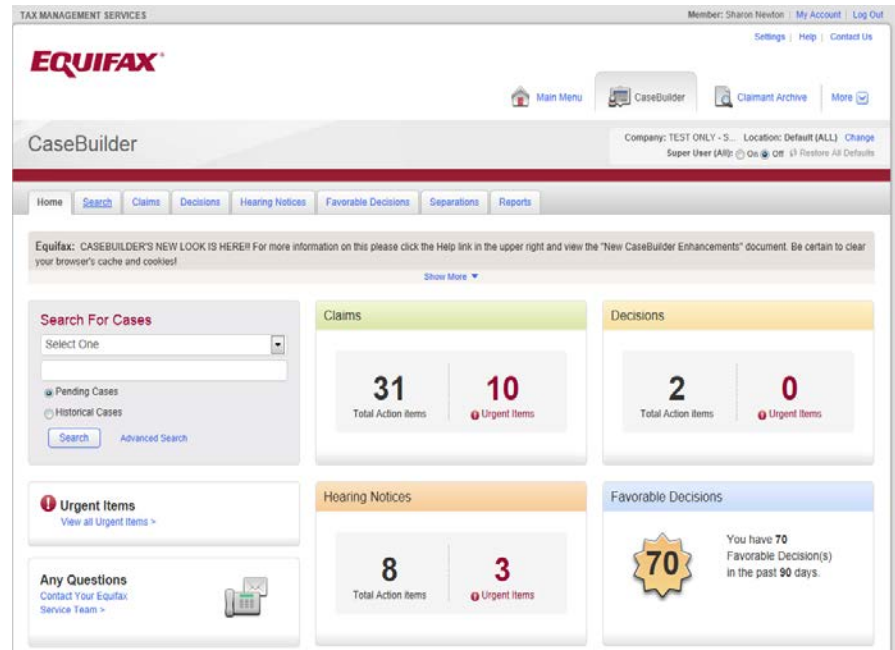 TAX MANAGEMENT SERVICES
Member: Sharon Newton | My Account | Log Out
Settings | Help | Contact Us
EQUIFAX
Main Menu
CaseBuilder
Claimant Archive
More
CaseBuilder
Company: TEST ONLY - S... Location: Default (ALL) Change
Super User (All): On Off Restore All Defaults
Home
Search
Claims
Decisions
Hearing Notices
Favorable Decisions
Separations
Reports
Equifax: CASEBUILDER'S NEW LOOK IS HERE!! For more information on this please click the Help link in the upper right and view the "New CaseBuilder Enhancements" document. Be certain to clear
your browser's cache and cookies!
Show More
Search For Cases
Select One
Pending Cases
Historical Cases
Search
Advanced Search
Claims
31
Total Action items
10
Urgent Items
Decisions
2
Total Action items
0
Urgent Items
Urgent Items
View all Urgent Items >
Any Questions
Contact Your Equifax
Service Team >
Hearing Notices
8
Total Action items
3
Urgent Items
Favorable Decisions
70
You have 70
Favorable Decision(s)
in the past 90 days.